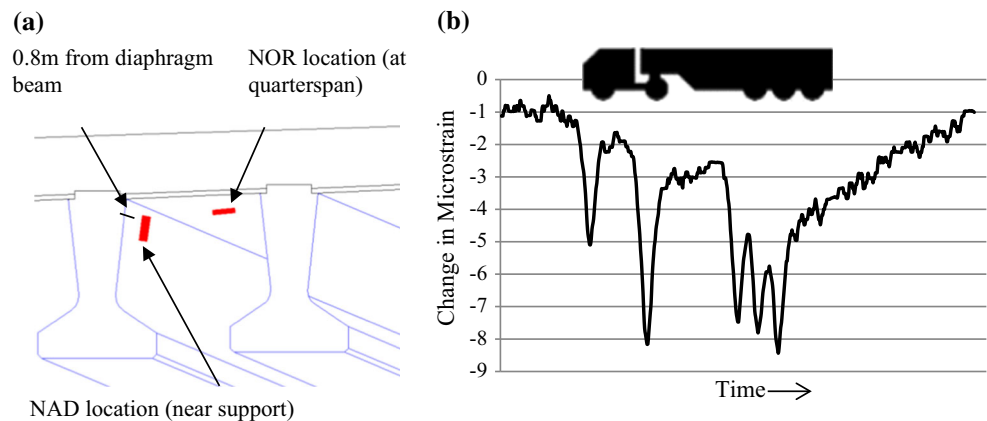 (a)
0.8m from diaphragm
beam
NOR location (at
quarterspan)
NAD location (near support)
(b)
Change in Microstrain
0
-1
-2
-3
-4
-5
-6
-7
-8
-9
Time